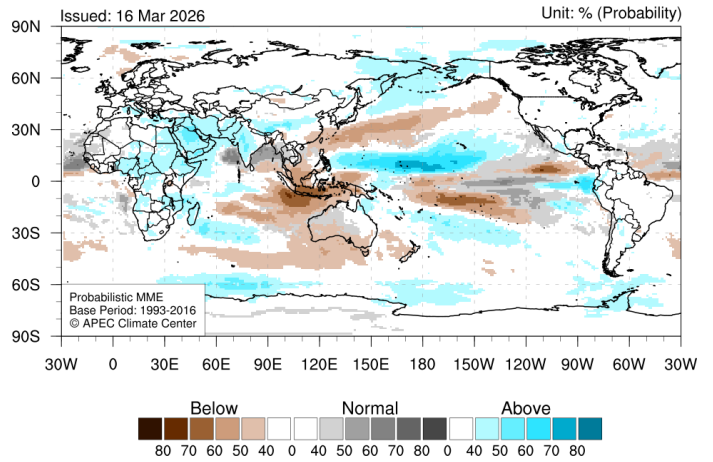 Issued: 16 Mar 2026
Unit: % (Probability)
90N
60N
30N
0
30S
60S
90S
Probabilistic MME
Base Period: 1993-2016
© APEC Climate Center
30W 0 30E 60E 90E 120E 150E 180 150W 120W 90W 60W 30W
Below Normal Above
80 70 60 50 40 0 40 50 60 70 80 0 40 50 60 70 80